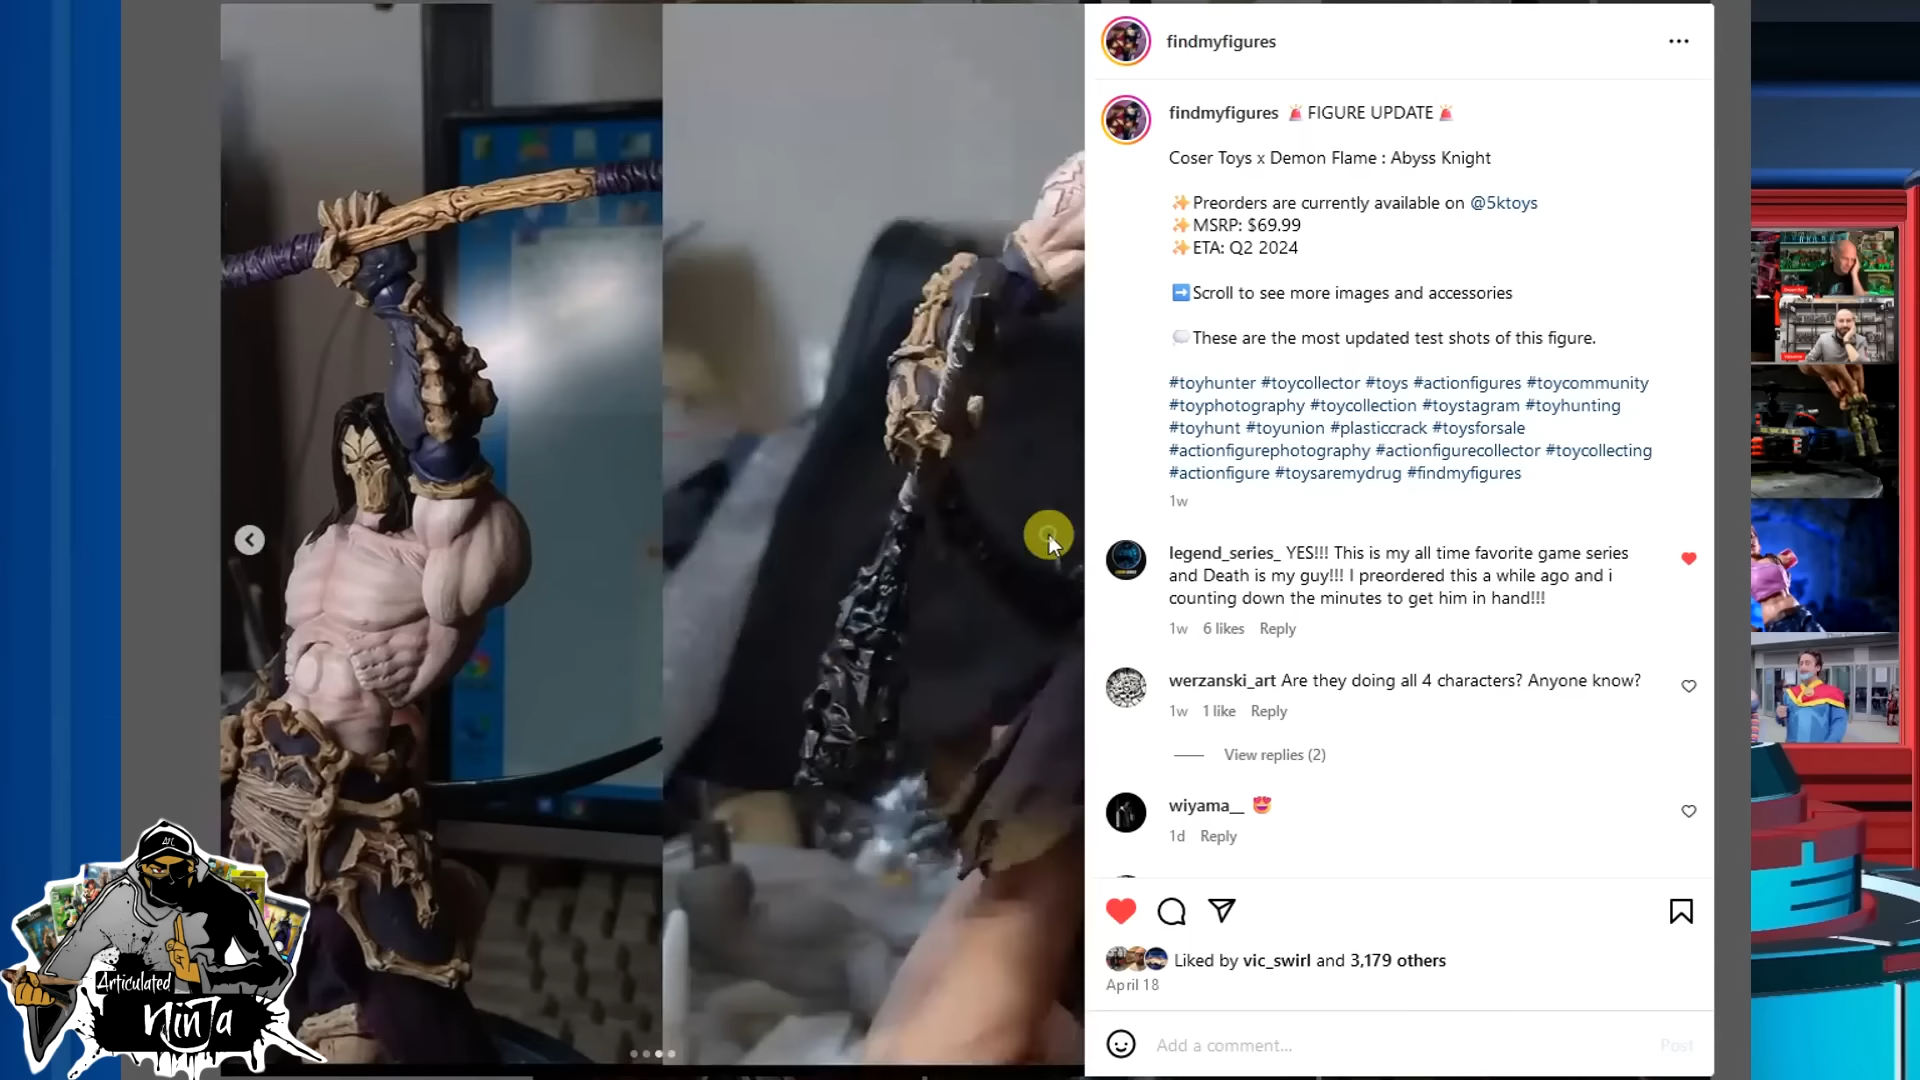 findmyfigures
findmyfigures 🚨 FIGURE UPDATE 🚨
Coser Toys x Demon Flame : Abyss Knight
✨Preorders are currently available on @5ktoys
✨MSRP: $69.99
✨ETA: Q2 2024
➡️Scroll to see more images and accessories
💭These are the most updated test shots of this figure.
#toyhunter #toycollector #toys #actionfigures #toycommunity
#toyphotography #toycollection #toystagram #toyhunting
#toyhunt #toyunion #plasticcrack #toysforsale
#actionfigurephotography #actionfigurecollector #toycollecting
#actionfigure #toysaremydrug #findmyfigures
1w
legend_series_ YES!!! This is my all time favorite game series
and Death is my guy!!! I preordered this a while ago and i
counting down the minutes to get him in hand!!!
1w 6 likes Reply
werzanski_art Are they doing all 4 characters? Anyone know?
1w 1 like Reply
View replies (2)
wiyama__ 😍
1d Reply
Liked by vic_swirl and 3,179 others
April 18
Add a comment...
Post
Articulated
NinJa